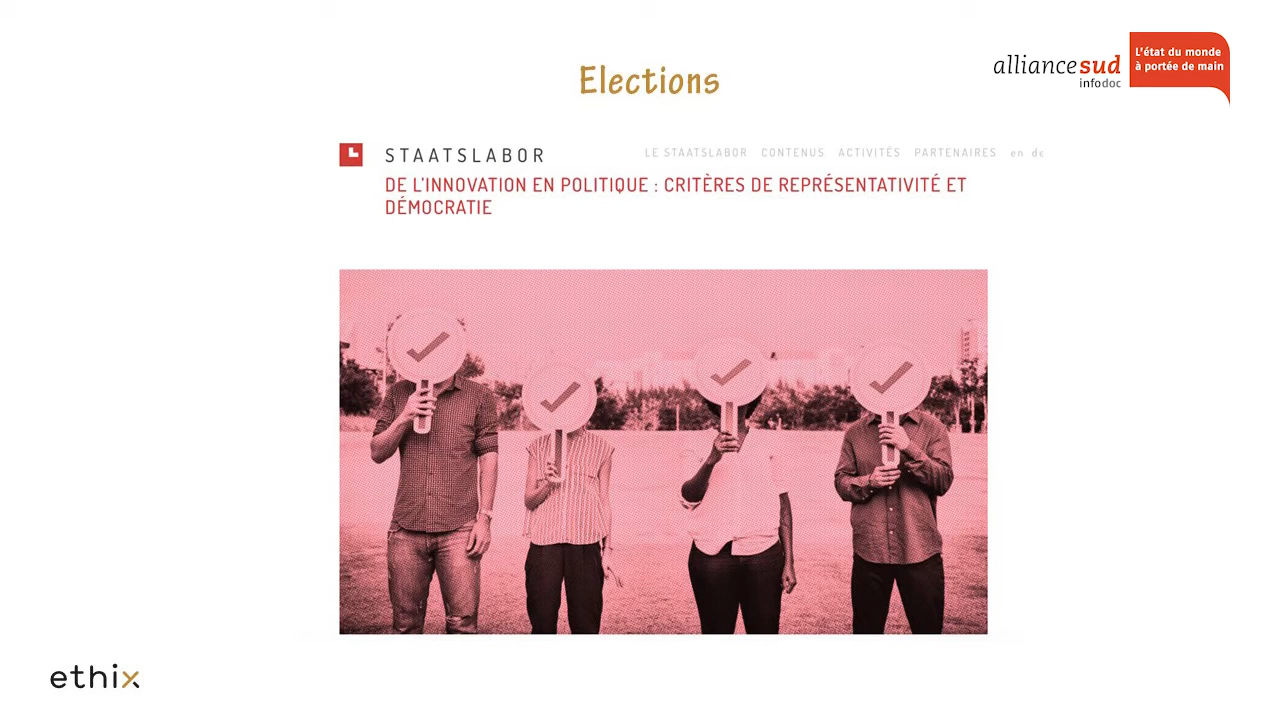 Elections
alliancesud
infodoc
L'état du monde
à portée de main
STAATSLABOR
LE STAATSLABOR CONTENUS ACTIVITÉS PARTENAIRES en dc
DE L'INNOVATION EN POLITIQUE : CRITÈRES DE REPRÉSENTATIVITÉ ET
DÉMOCRATIE
ethix